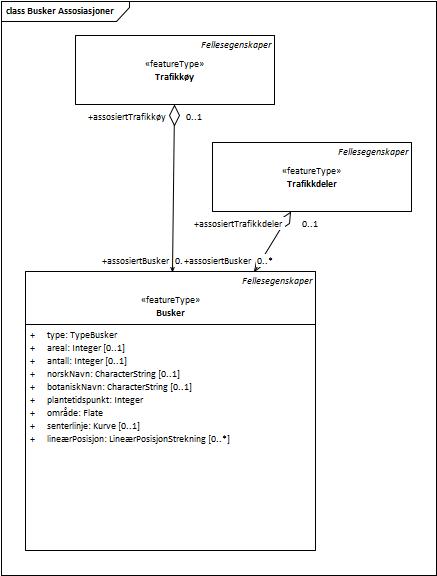 class Busker Assosiasjoner
Fellesegenskaper
«featureType»
Trafikkøy
+assosiertTrafikkøy 0..1
Fellesegenskaper
«featureType»
Trafikkdeler
+assosiertTrafikkdeler 0..1
+assosiertBusker 0. +assosiertBusker 0..*
Fellesegenskaper
«featureType»
Busker
+ type: TypeBusker
+ areal: Integer [0..1]
+ antall: Integer [0..1]
+ norskNavn: CharacterString [0..1]
+ botaniskNavn: CharacterString [0..1]
+ plantetidspunkt: Integer
+ område: Flate
+ senterlinje: Kurve [0..1]
+ lineærPosisjon: LineærPosisjonStrekning [0..*]